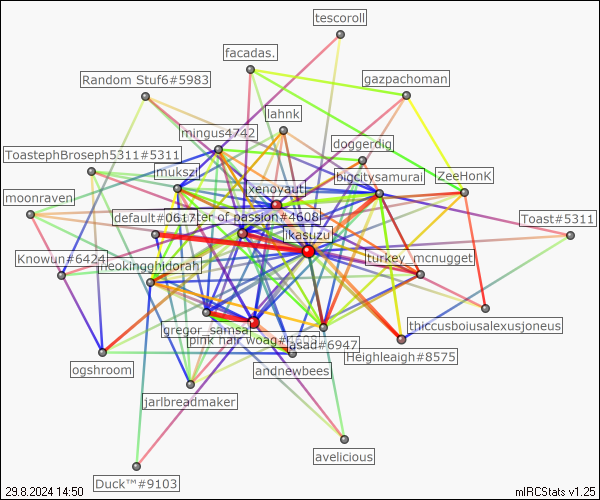 tescoroll
facadas.
Random Stuf6#5983
gazpachoman
lahnk
mingus4742
doggerdig
ToastephBroseph5311#5311
mukszi
bigcitysamurai
ZeeHonK
xenovaut
moonraven
default#0617
ter of passion#4608
Toast#5311
ikasuzu
Knowun#6424
neokingghidorah
turkey_mcnugget
thiccusboiusalexusjoneus
gregor_samsa
pink hair woag#
asad#6947
Heighleaigh#8575
ogshroom
andnewbees
jarlbreadmaker
avelicious
Duck™#9103
29.8.2024 14:50
mIRCStats v1.25